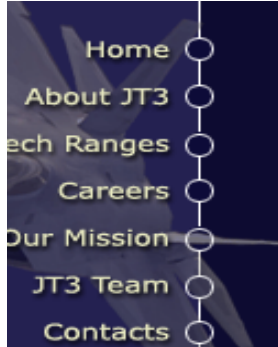 Home
About JT3
ech Ranges
Careers
Our Mission
JT3 Team
Contacts